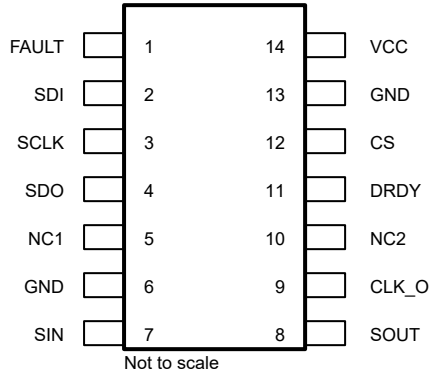 FAULT 1 14 VCC
SDI 2 13 GND
SCLK 3 12 CS
SDO 4 11 DRDY
NC1 5 10 NC2
GND 6 9 CLK_O
SIN 7 8 SOUT
Not to scale